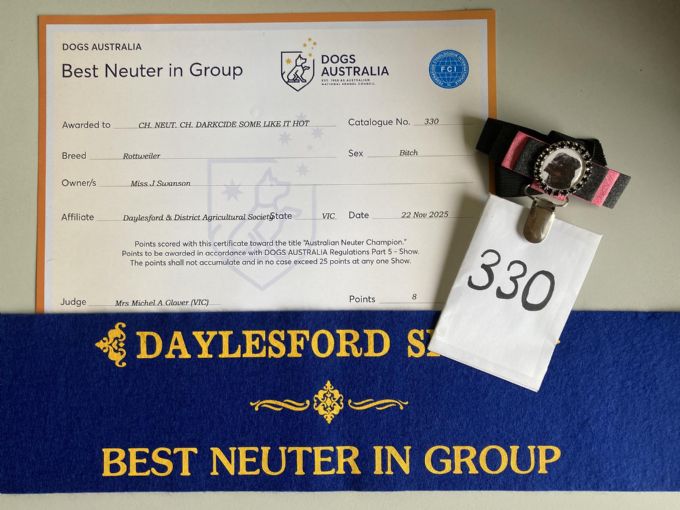 DOGS AUSTRALIA
Best Neuter in Group
DOGS
AUSTRALIA
FCI
Awarded to CH. NEUT. CH. DARKCIDE SOME LIKE IT HOT Catalogue No. 330
Breed Rottweiler Sex Bitch
Owner/s Miss J Swanson
Affiliate Daylesford & District Agricultural Society State VIC Date 22 Nov 2025
Points scored with this certificate toward the title "Australian Neuter Champion."
Points to be awarded in accordance with DOGS AUSTRALIA Regulations Part 5 - Show.
The points shall not accumulate and in no case exceed 25 points at any one Show.
Judge Mrs Michel A Glover (VIC) Points 8
330
DAYLESFORD
BEST NEUTER IN GROUP